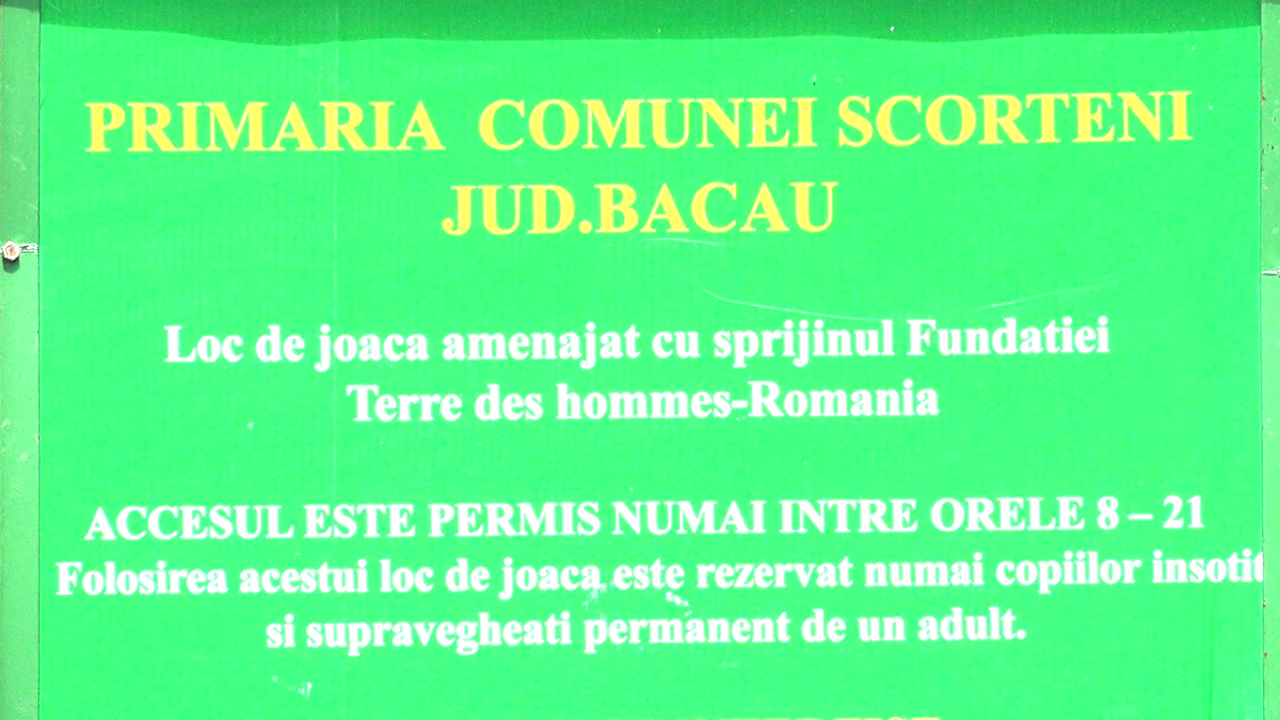 PRIMARIA COMUNEI SCORTENI
JUD.BACAU
Loc de joaca amenajat cu sprijinul Fundatiei
Terre des hommes-Romania
ACCESUL ESTE PERMIS NUMAI INTRE ORELE 8 – 21
Folosirea acestui loc de joaca este rezervat numai copiilor insotit
si supravegheati permanent de un adult.